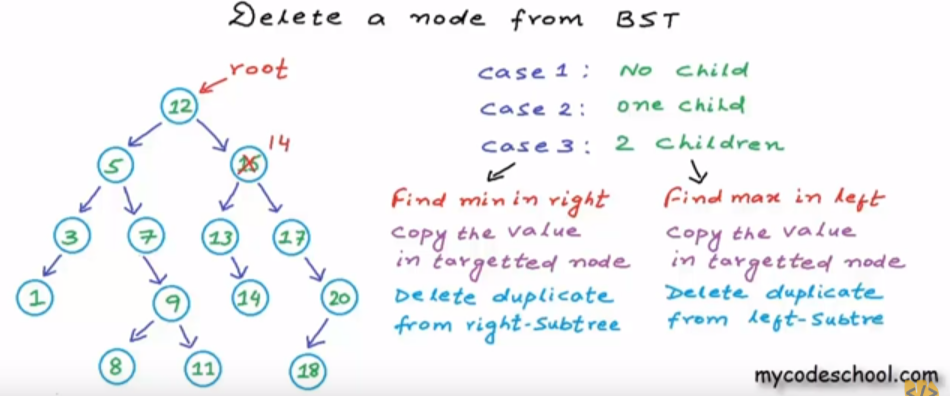 Delete a node from BST
root
12
14
5
15
3
7
13
17
1
9
14
20
8
11
18
case 1: No child
case 2: one child
case 3: 2 children
Find min in right
copy the value
in targetted node
Delete duplicate
from right-subtree
Find max in left
copy the value
in targetted node
Delete duplicate
from left-subtre
mycodeschool.com
</>